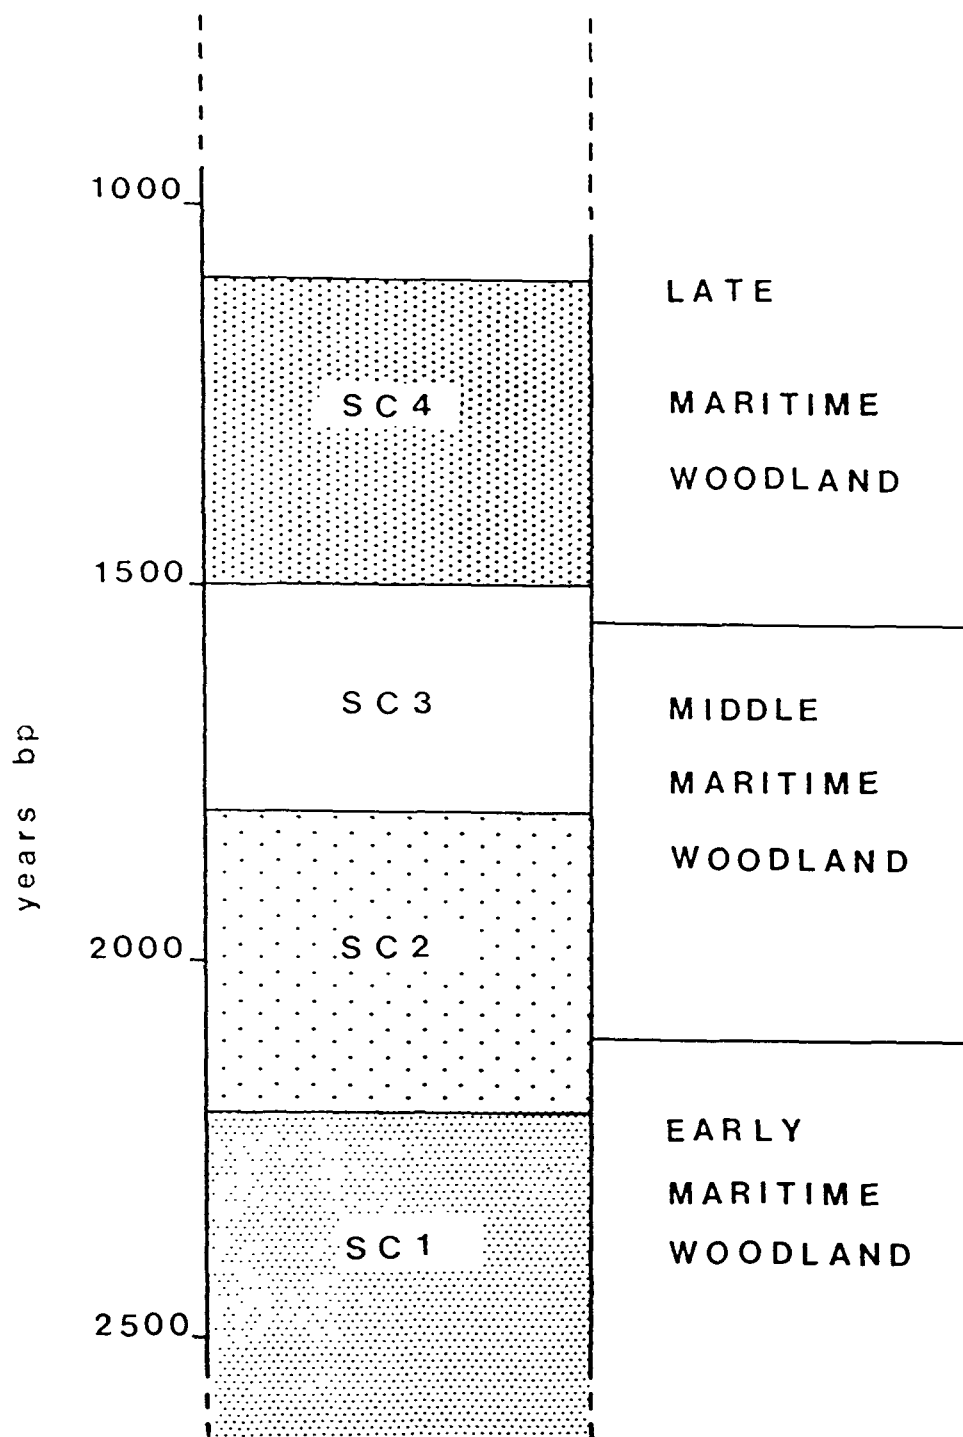 1000
LATE
SC4
MARITIME
WOODLAND
1500
SC3
MIDDLE
MARITIME
WOODLAND
years bp
2000
SC2
EARLY
MARITIME
WOODLAND
SC1
2500